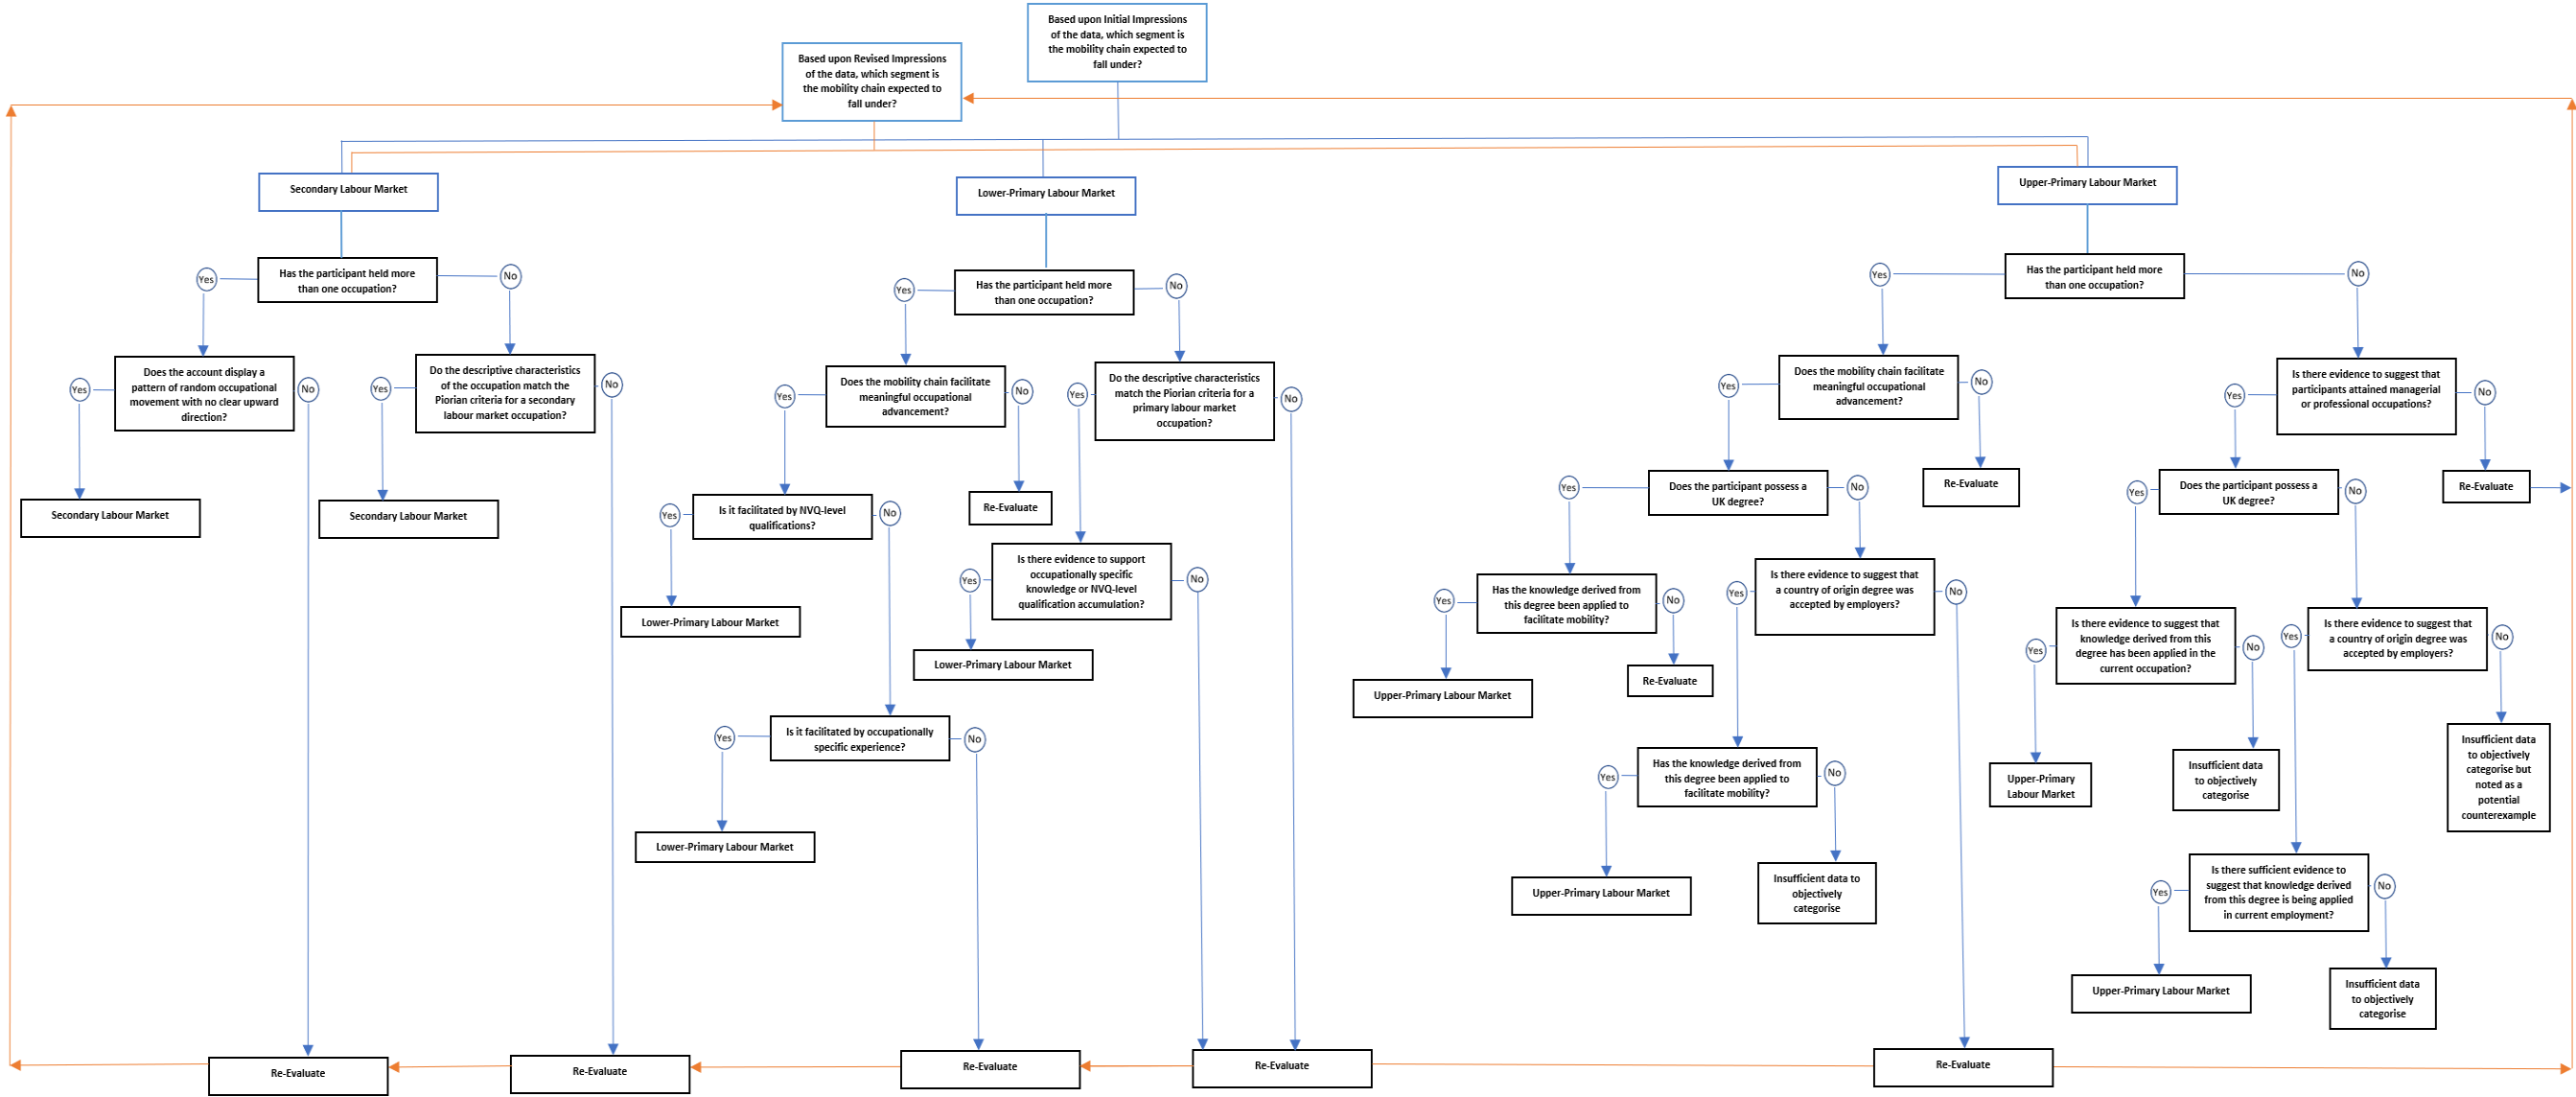 Based upon Initial Impressions
of the data, which segment is
the mobility chain expected to
fall under?
Based upon Revised Impressions
of the data, which segment is
the mobility chain expected to
fall under?
Secondary Labour Market
Lower-Primary Labour Market
Upper-Primary Labour Market
Has the participant held more
than one occupation?
Yes
No
Does the account display a
pattern of random occupational
movement with no clear upward
direction?
Yes
No
Secondary Labour Market
Do the descriptive characteristics
of the occupation match the
Piorian criteria for a secondary
labour market occupation?
Yes
No
Secondary Labour Market
Has the participant held more
than one occupation?
Yes
No
Does the mobility chain facilitate
meaningful occupational
advancement?
Yes
No
Re-Evaluate
Is it facilitated by NVQ-level
qualifications?
Yes
No
Lower-Primary Labour Market
Is it facilitated by occupationally
specific experience?
Yes
No
Lower-Primary Labour Market
Do the descriptive characteristics
match the Piorian criteria for a
primary labour market
occupation?
Yes
No
Is there evidence to support
occupationally specific
knowledge or NVQ-level
qualification accumulation?
Yes
No
Lower-Primary Labour Market
Has the participant held more
than one occupation?
Yes
No
Does the mobility chain facilitate
meaningful occupational
advancement?
Yes
No
Re-Evaluate
Does the participant possess a
UK degree?
Yes
No
Has the knowledge derived from
this degree been applied to
facilitate mobility?
Yes
No
Upper-Primary Labour Market
Re-Evaluate
Is there evidence to suggest that
a country of origin degree was
accepted by employers?
Yes
No
Has the knowledge derived from
this degree been applied to
facilitate mobility?
Yes
No
Upper-Primary Labour Market
Insufficient data to
objectively
categorise
Is there evidence to suggest that
participants attained managerial
or professional occupations?
Yes
No
Re-Evaluate
Does the participant possess a
UK degree?
Yes
No
Is there evidence to suggest that
knowledge derived from this
degree has been applied in the
current occupation?
Yes
No
Upper-Primary
Labour Market
Insufficient data
to objectively
categorise
Is there evidence to suggest that
a country of origin degree was
accepted by employers?
Yes
No
Insufficient data
to objectively
categorise but
noted as a
potential
counterexample
Is there sufficient evidence to
suggest that knowledge derived
from this degree is being applied
in current employment?
Yes
No
Upper-Primary Labour Market
Insufficient data
to objectively
categorise
Re-Evaluate
Re-Evaluate
Re-Evaluate
Re-Evaluate
Re-Evaluate